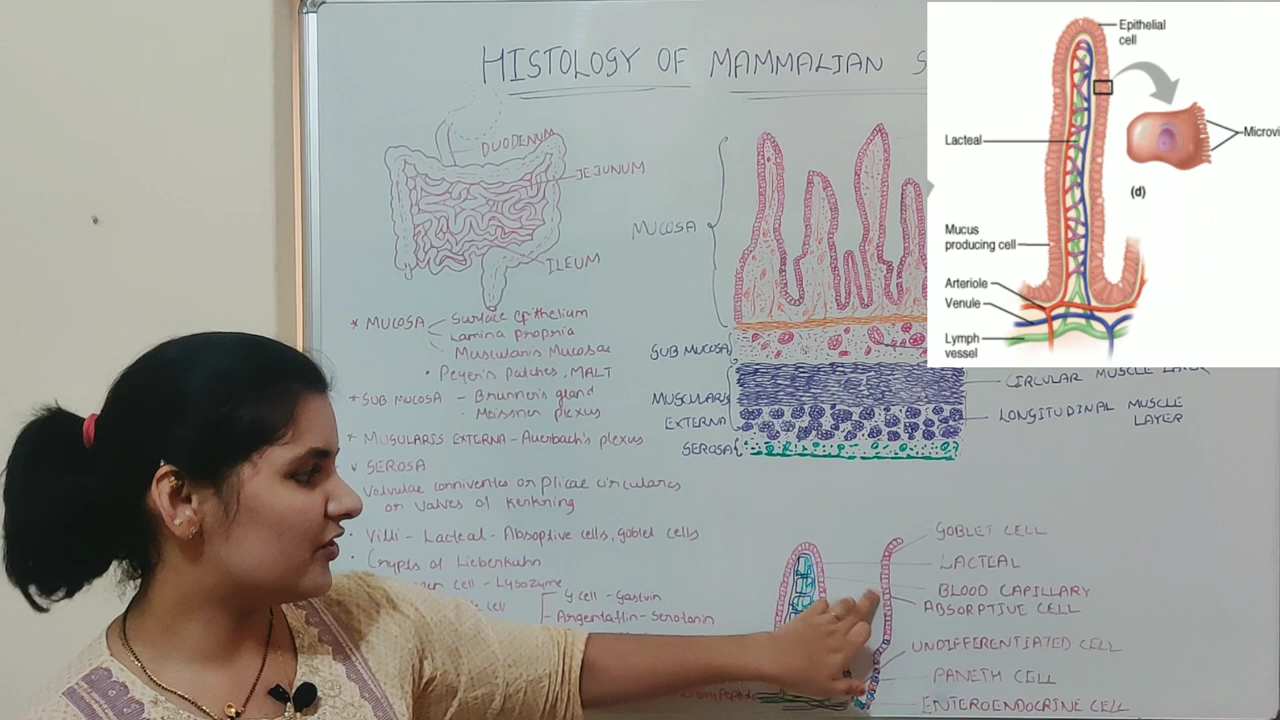 HISTOLOGY OF MAMMALIAN S
DUODENUM
JEJUNUM
ILEUM
* MUCOSA
Surface Epithelium
Lamina propria
Muscularis Mucosae
• Peyer's patches, MALT
* SUB MUCOSA - Brunner's gland
- Meissner plexus
* MUSULARIS EXTERNA - Auerbach's plexus
SEROSA
Valvulae conniventes or Plicae circulares
or Valves of Kerkring
• Villi - Lacteal - Absoptive cells, goblet cells
• Crypts of Lieberkuhn
cell - Lysozyme
cell
G cell - Gastrin
- Argentaffin - Serotonin
MUCOSA
SUB MUCOSA
MUSCULARIS
EXTERNA
SEROSA
CIRCULAR MUSCLE LAYER
LONGITUDINAL MUSCLE
LAYER
GOBLET CELL
LACTEAL
BLOOD CAPILLARY
ABSORPTIVE CELL
UNDIFFERENTIATED CELL
PANETH CELL
ENTEROENDOCRINE CELL
Epithelial
cell
Lacteal
Microvi
(d)
Mucus
producing cell
Arteriole
Venule
Lymph
vessel